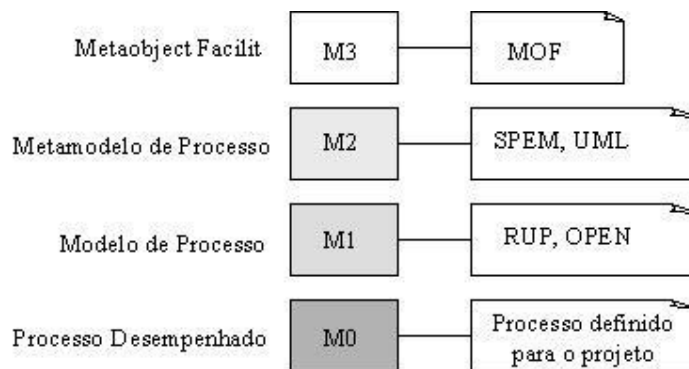 Metaobject Facilit M3 MOF
Metamodelo de Processo M2 SPEM, UML
Modelo de Processo M1 RUP, OPEN
Processo Desempenhado M0 Processo definido
para o projeto